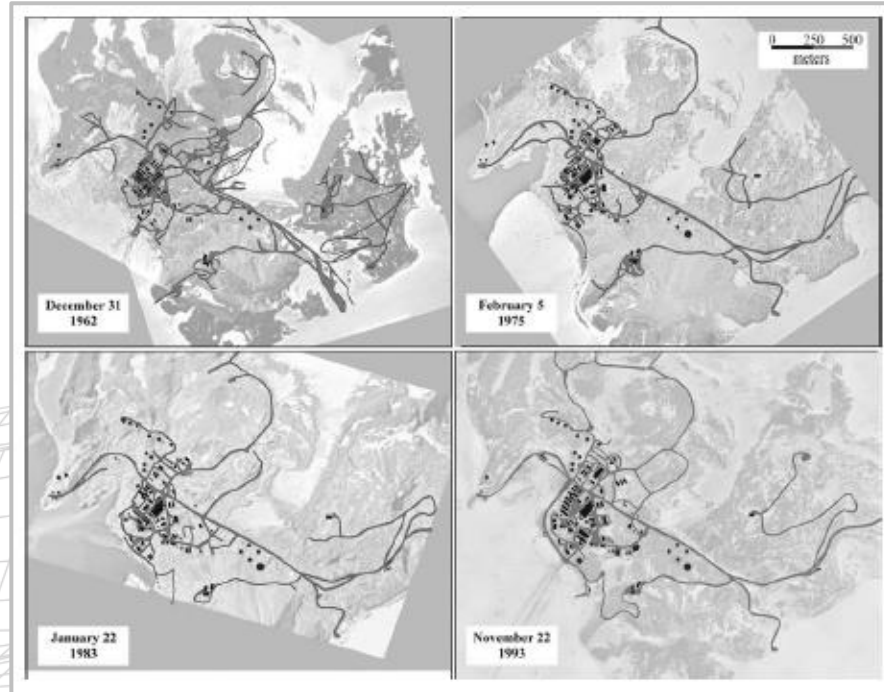 0 250 500
meters
December 31
1962
February 5
1975
January 22
1983
November 22
1993